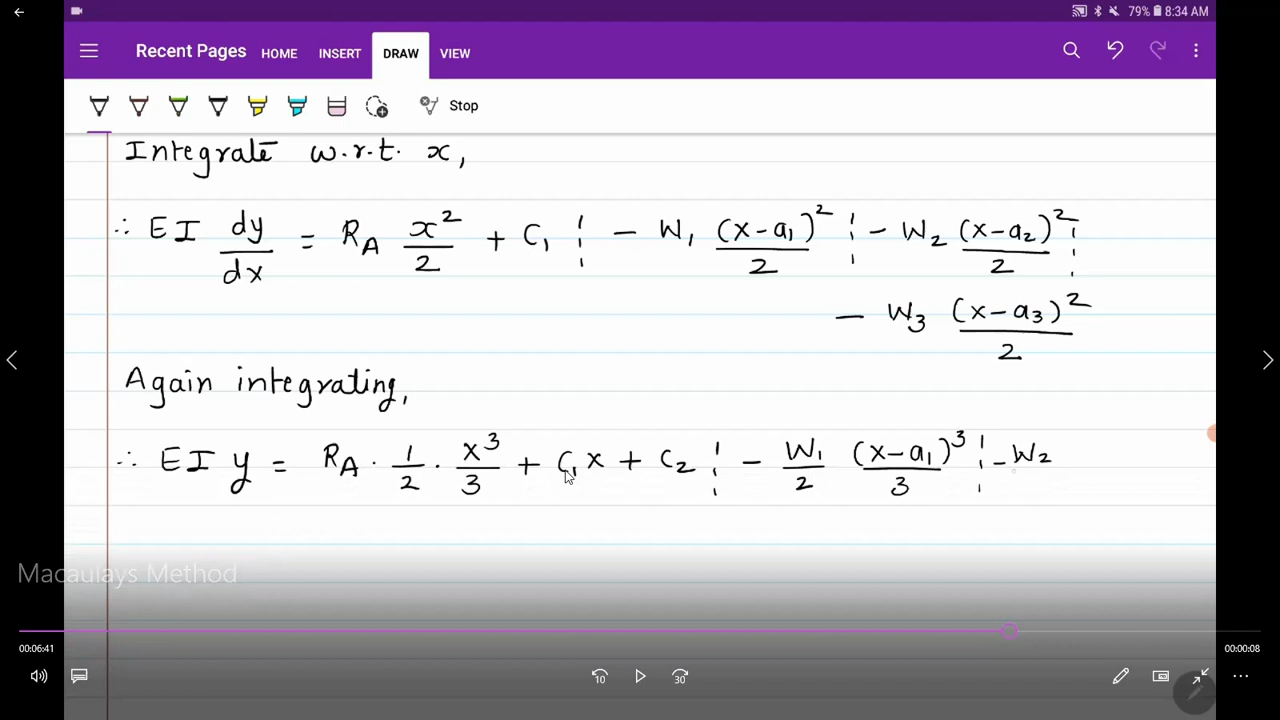 79% 8:34 AM
Recent Pages HOME INSERT DRAW VIEW
Stop
Integrate w.r.t. x,
∴ EI dy/dx = R_A x²/2 + C₁ ¦ − W₁ (x−a₁)²/2 ¦ − W₂ (x−a₂)²/2 ¦
− W₃ (x−a₃)²/2
Again integrating,
∴ EI y = R_A · 1/2 · x³/3 + C₁x + C₂ ¦ − W₁/2 (x−a₁)³/3 ¦ − W₂
Macaulays Method
00:06:41 00:00:08
10 30